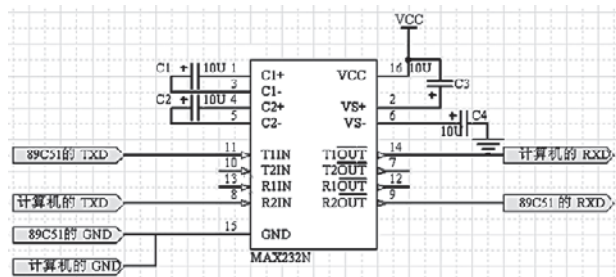 VCC
C1 10U 1 C1+ VCC 16 10U
3 C1- C3
C2 10U 4 C2+ VS+ 2
5 C2- VS- 6 C4
10U
89C51的 TXD 11 T1IN T1OUT 14 计算机的 RXD
10 T2IN T2OUT 7
13 R1IN R1OUT 12
计算机的 TXD 8 R2IN R2OUT 9 89C51的 RXD
89C51的 GND 15 GND
MAX232N
计算机的 GND